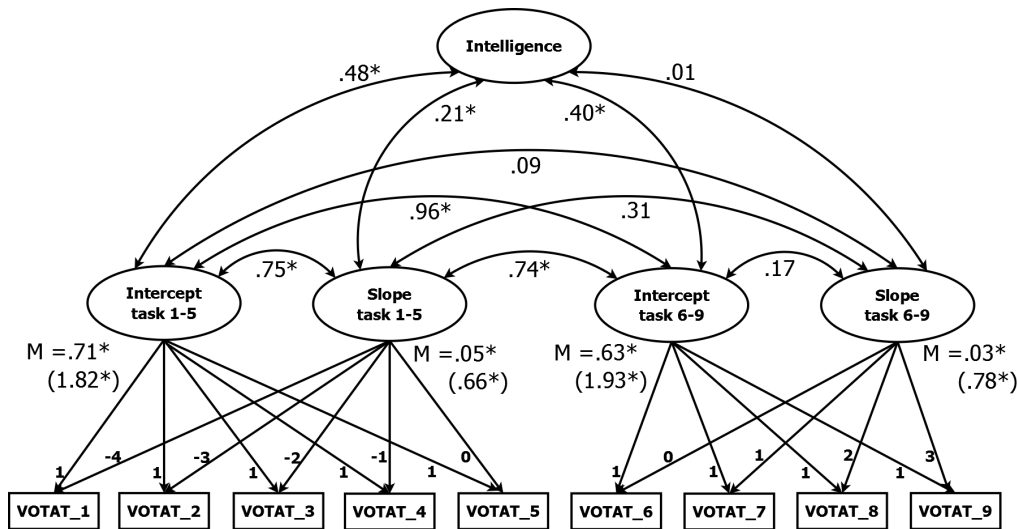 Intelligence
.48*
.21*
.40*
.01
.09
.96*
.31
.75*
.74*
.17
Intercept
task 1-5
Slope
task 1-5
Intercept
task 6-9
Slope
task 6-9
M =.71*
(1.82*)
M =.05*
(.66*)
M =.63*
(1.93*)
M =.03*
(.78*)
1
-4
1
-3
1
-2
1
-1
1
0
1
0
1
1
1
2
1
3
VOTAT_1
VOTAT_2
VOTAT_3
VOTAT_4
VOTAT_5
VOTAT_6
VOTAT_7
VOTAT_8
VOTAT_9